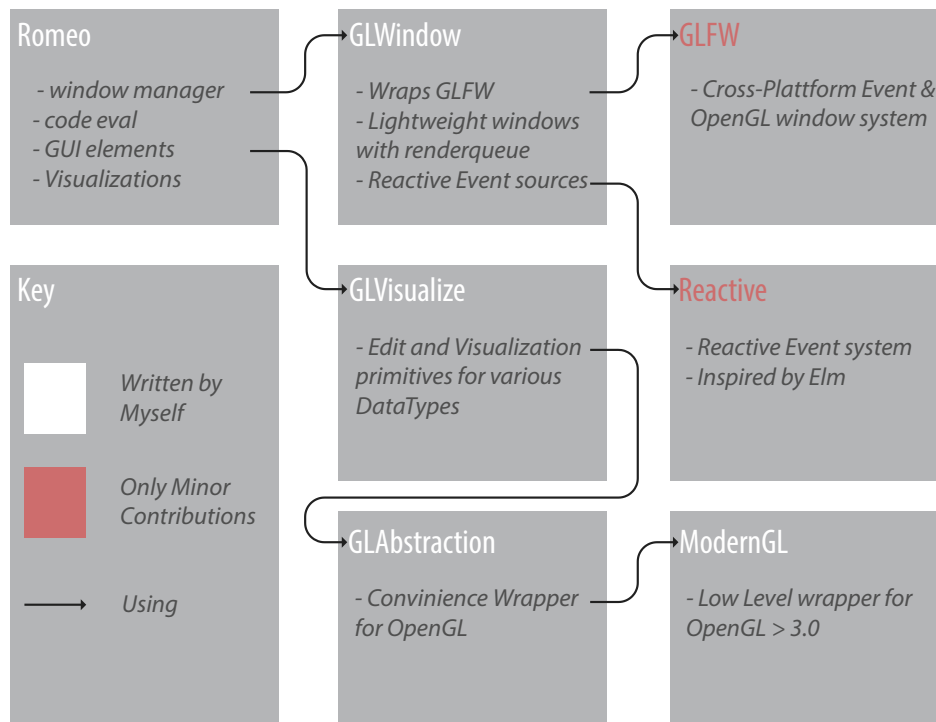 Romeo
- window manager
- code eval
- GUI elements
- Visualizations
GLWindow
- Wraps GLFW
- Lightweight windows
with renderqueue
- Reactive Event sources
GLFW
- Cross-Plattform Event &
OpenGL window system
Key
Written by
Myself
Only Minor
Contributions
Using
GLVisualize
- Edit and Visualization
primitives for various
DataTypes
Reactive
- Reactive Event system
- Inspired by Elm
GLAbstraction
- Convinience Wrapper
for OpenGL
ModernGL
- Low Level wrapper for
OpenGL > 3.0